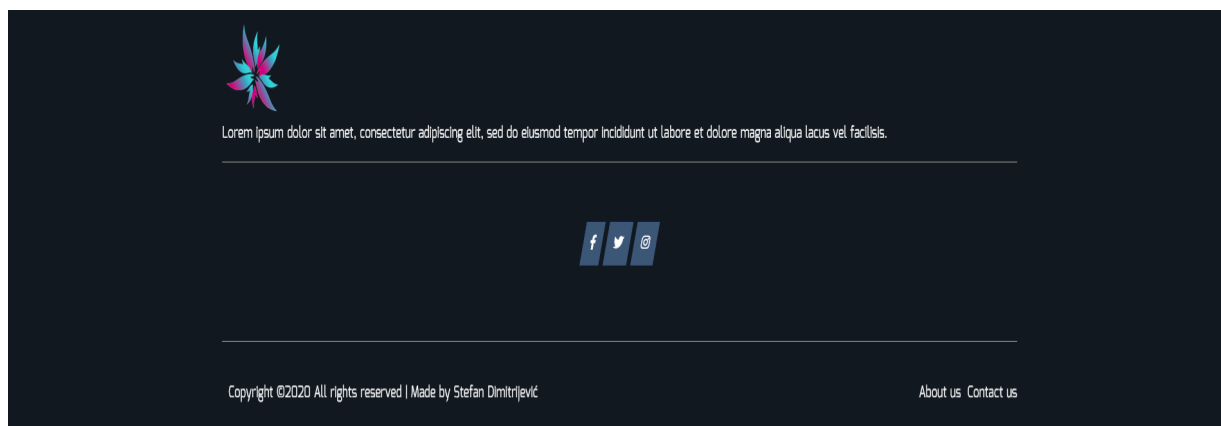 Lorem ipsum dolor sit amet, consectetur adipiscing elit, sed do eiusmod tempor incididunt ut labore et dolore magna aliqua lacus vel facilisis.
Copyright ©2020 All rights reserved | Made by Stefan Dimitrijević
About us Contact us